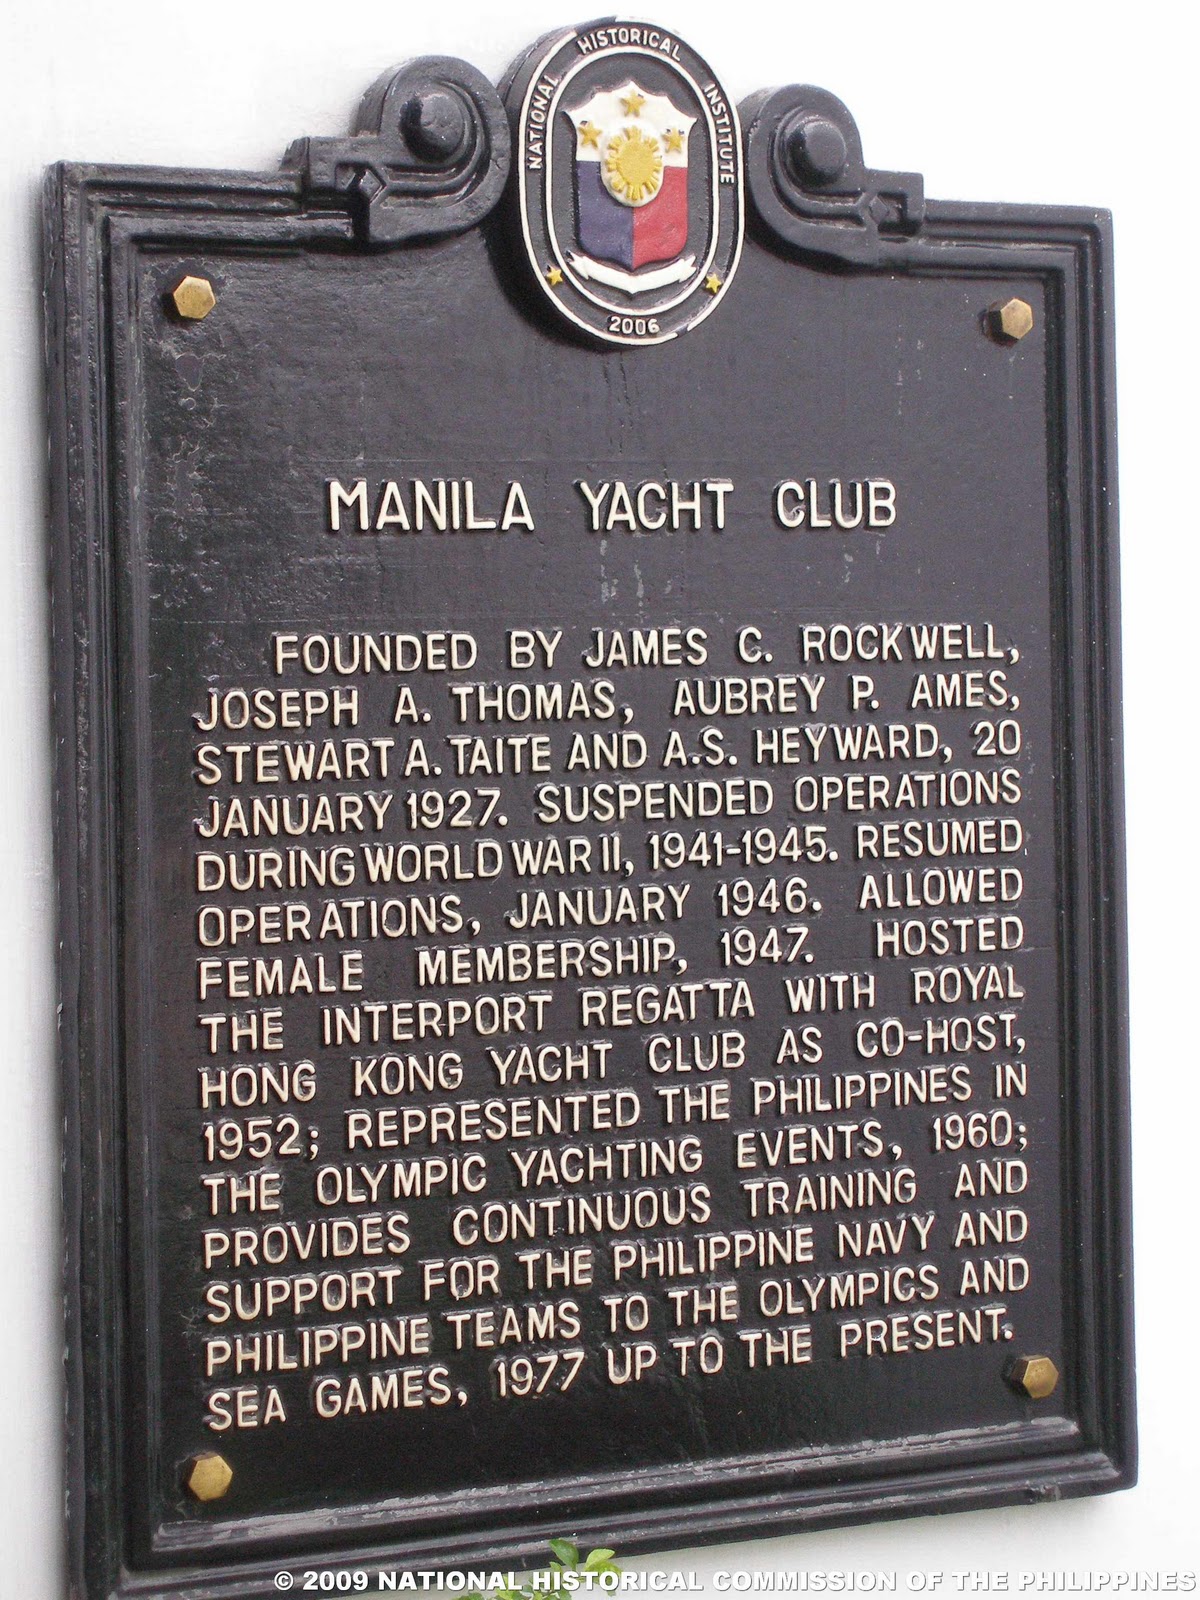 NATIONAL HISTORICAL INSTITUTE
2006
MANILA YACHT CLUB
FOUNDED BY JAMES C. ROCKWELL,
JOSEPH A. THOMAS, AUBREY P. AMES,
STEWART A. TAITE AND A.S. HEYWARD, 20
JANUARY 1927. SUSPENDED OPERATIONS
DURING WORLD WAR II, 1941-1945. RESUMED
OPERATIONS, JANUARY 1946. ALLOWED
FEMALE MEMBERSHIP, 1947. HOSTED
THE INTERPORT REGATTA WITH ROYAL
HONG KONG YACHT CLUB AS CO-HOST,
1952; REPRESENTED THE PHILIPPINES IN
THE OLYMPIC YACHTING EVENTS, 1960;
PROVIDES CONTINUOUS TRAINING AND
SUPPORT FOR THE PHILIPPINE NAVY AND
PHILIPPINE TEAMS TO THE OLYMPICS AND
SEA GAMES, 1977 UP TO THE PRESENT.
© 2009 NATIONAL HISTORICAL COMMISSION OF THE PHILIPPINES